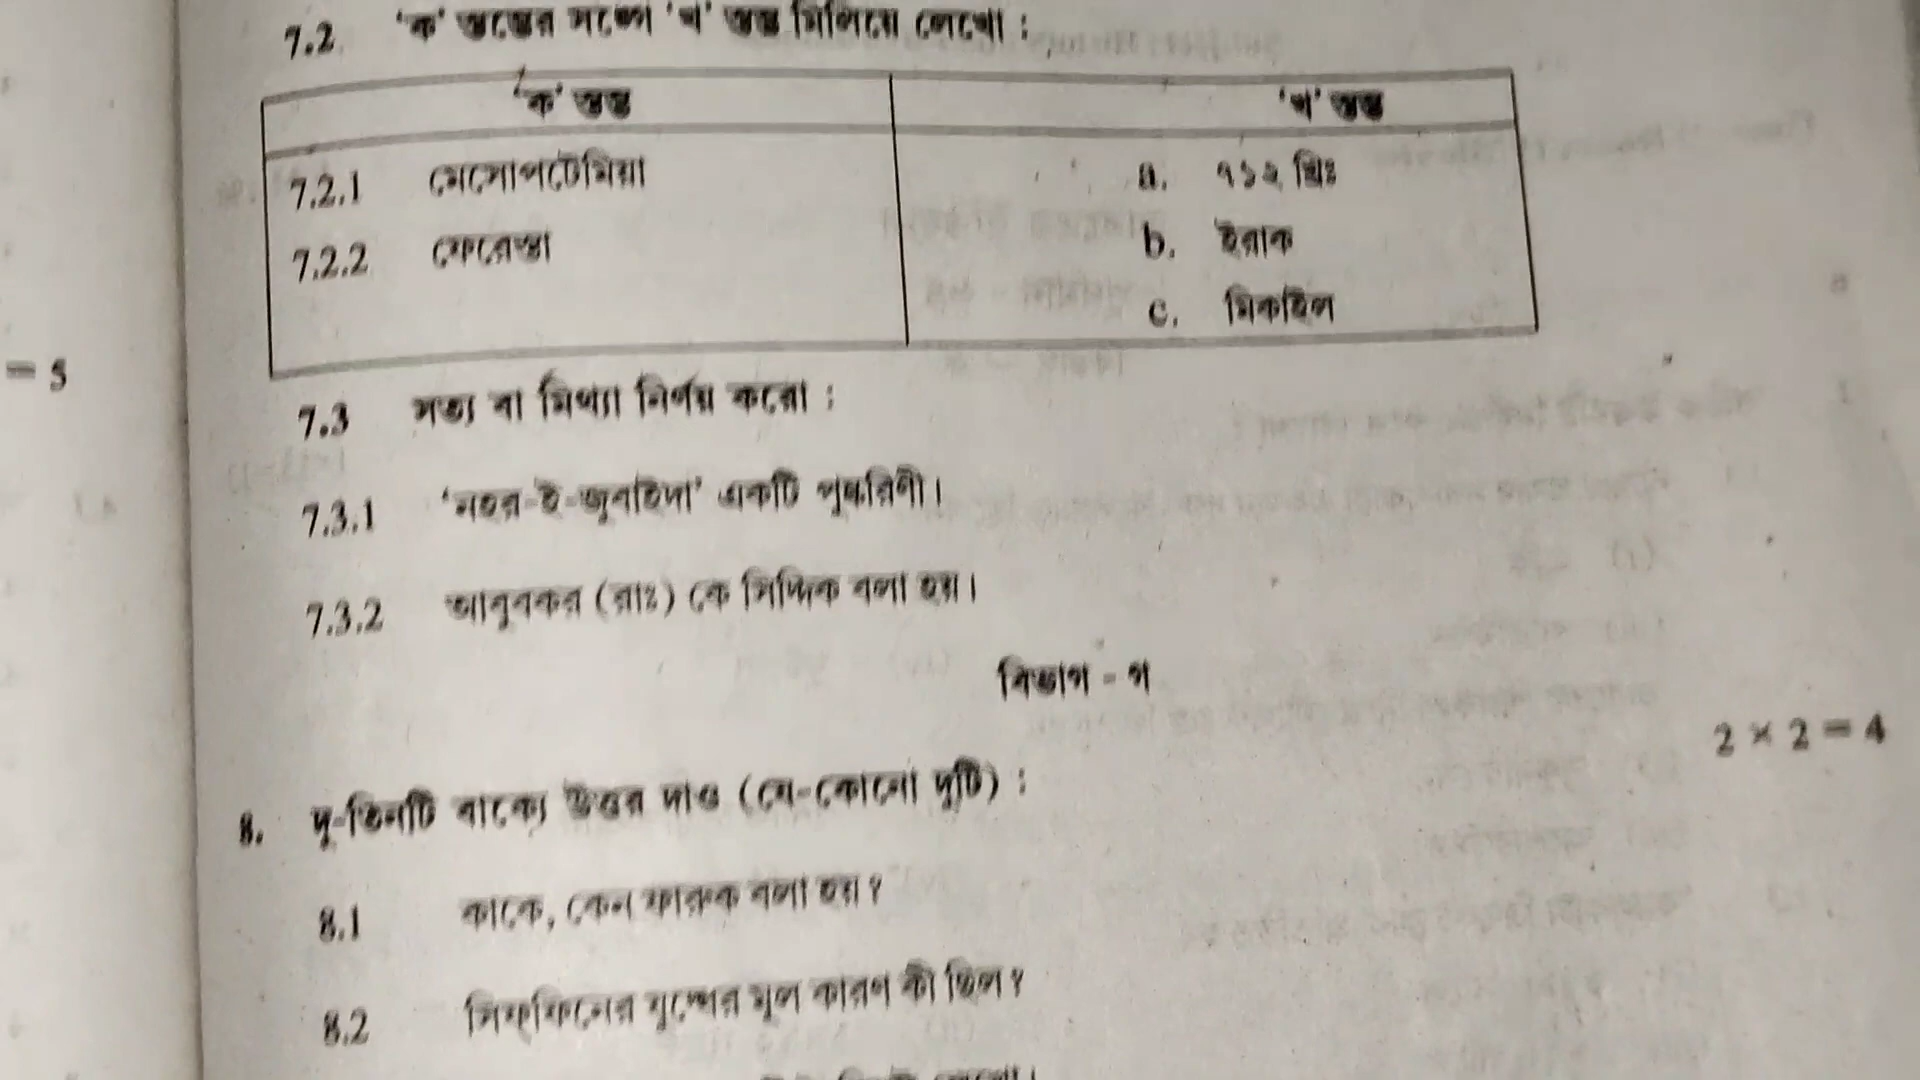 7.2 'ক' স্তম্ভের সঙ্গে 'খ' স্তম্ভ মিলিয়ে লেখো :
'ক' স্তম্ভ 'খ' স্তম্ভ
7.2.1 মেসোপটেমিয়া a. ৭১২ খ্রিঃ
7.2.2 ফেরেস্তা b. ইরাক
c. মিকাইল
= 5
7.3 সত্য বা মিথ্যা নির্ণয় করো :
7.3.1 'নহর-ই-জুবাইদা' একটি পুষ্করিণী।
7.3.2 আবুবকর (রাঃ) কে সিদ্দিক বলা হয়।
বিভাগ - গ
2 × 2 = 4
8. দু-তিনটি বাক্যে উত্তর দাও (যে-কোনো দুটি) :
8.1 কাকে, কেন ফারুক বলা হয় ?
8.2 সিফ্‌ফিনের যুদ্ধের মূল কারণ কী ছিল ?